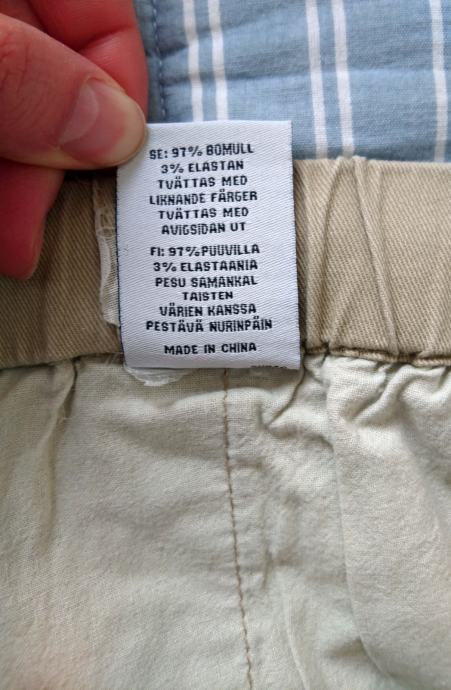 SE: 97% BOMULL
3% ELASTAN
TVÄTTAS MED
LIKNANDE FÄRGER
TVÄTTAS MED
AVIGSIDAN UT
FI: 97% PUUVILLA
3% ELASTAANIA
PESU SAMANKAL
TAISTEN
VÄRIEN KANSSA
PESTÄVÄ NURINPÄIN
MADE IN CHINA